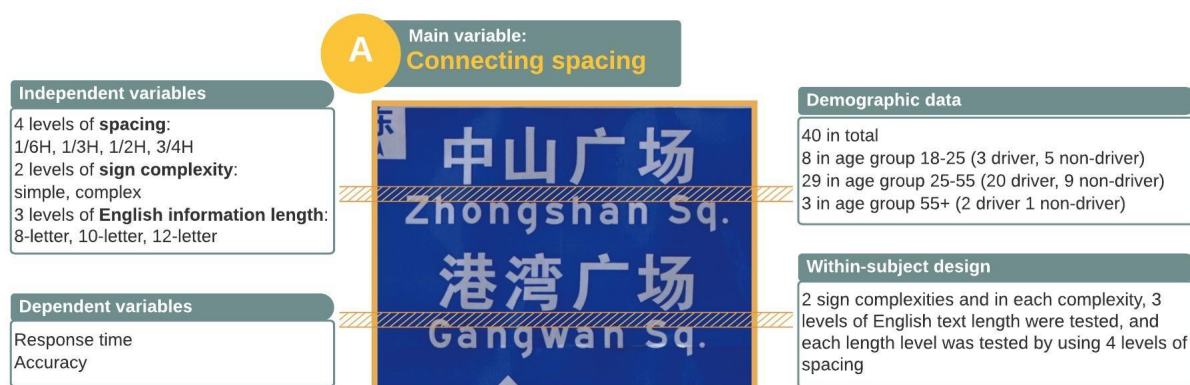 A
Main variable:
Connecting spacing
Independent variables
4 levels of spacing:
1/6H, 1/3H, 1/2H, 3/4H
2 levels of sign complexity:
simple, complex
3 levels of English information length:
8-letter, 10-letter, 12-letter
Dependent variables
Response time
Accuracy
东
中山广场
Zhongshan Sq.
港湾广场
Gangwan Sq.
Demographic data
40 in total
8 in age group 18-25 (3 driver, 5 non-driver)
29 in age group 25-55 (20 driver, 9 non-driver)
3 in age group 55+ (2 driver 1 non-driver)
Within-subject design
2 sign complexities and in each complexity, 3
levels of English text length were tested, and
each length level was tested by using 4 levels of
spacing